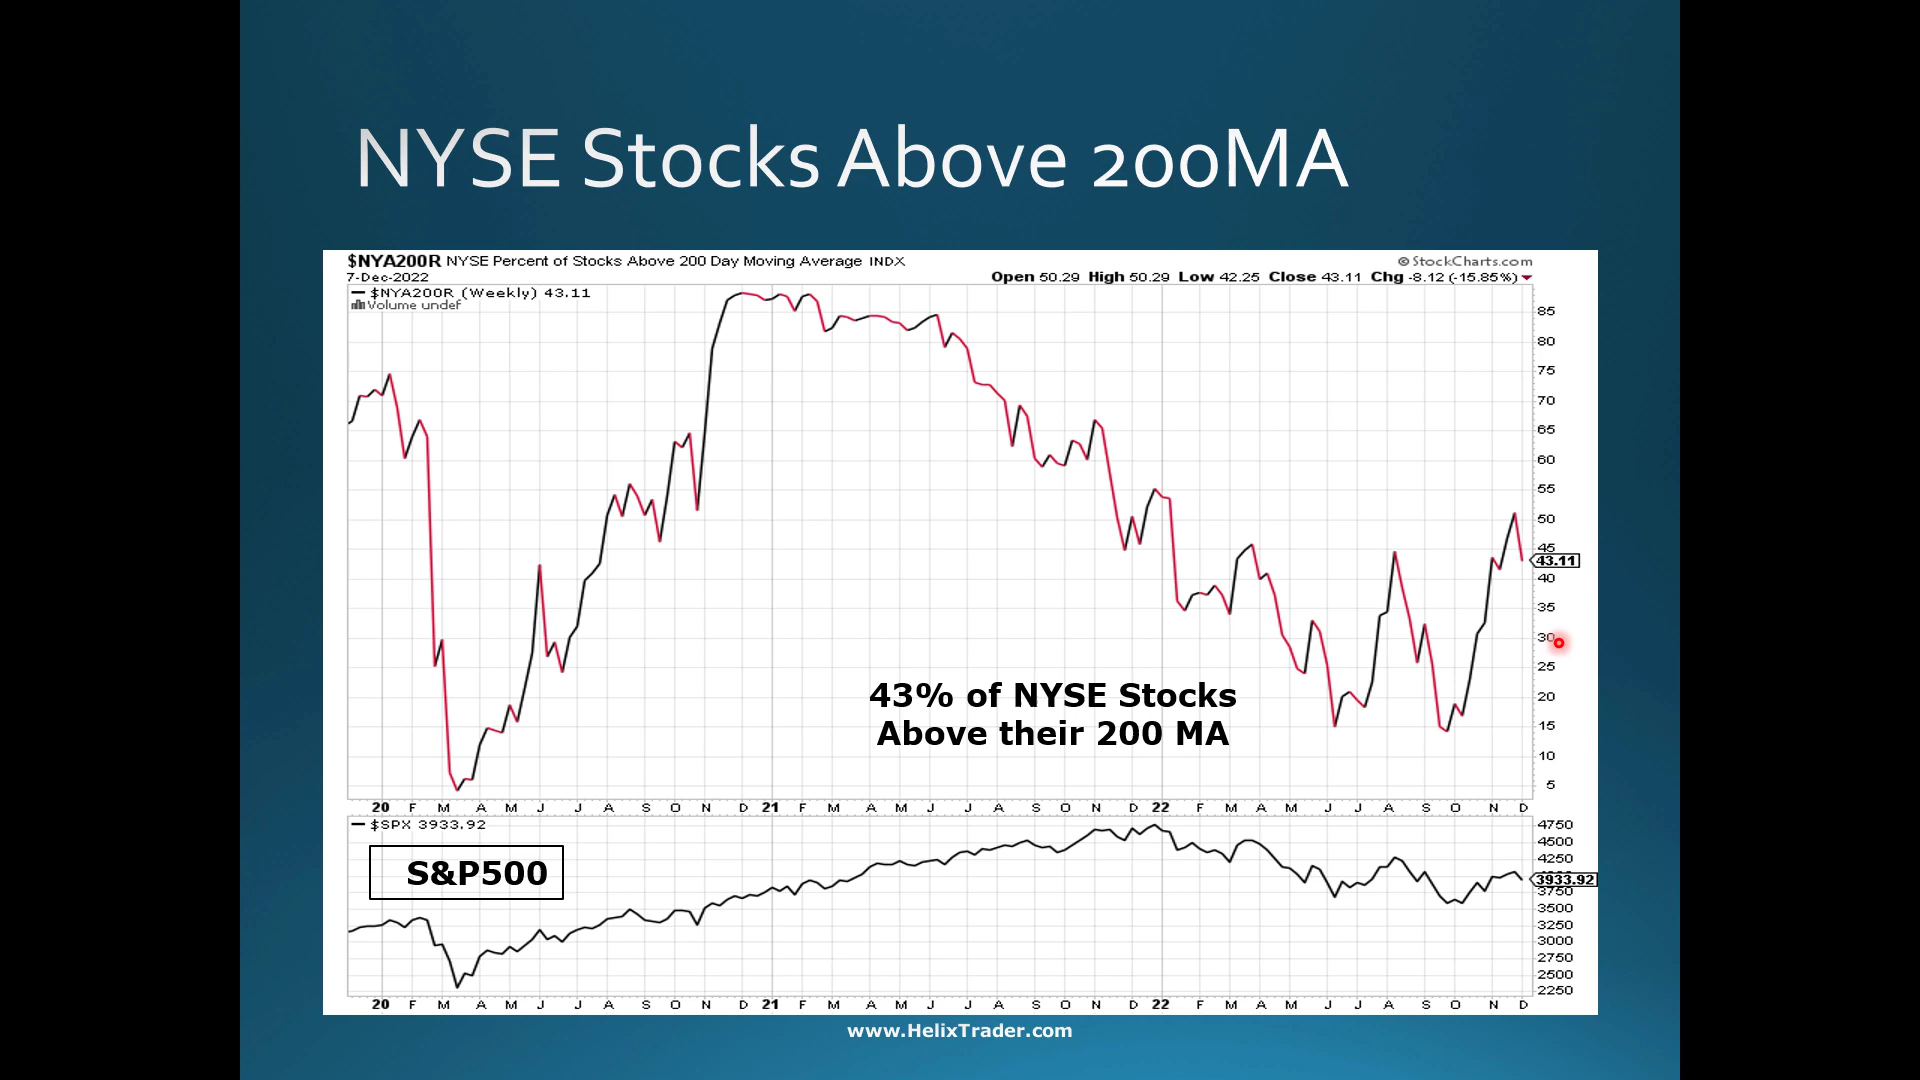 NYSE Stocks Above 200MA
$NYA200R NYSE Percent of Stocks Above 200 Day Moving Average INDX
© StockCharts.com
7-Dec-2022
Open 50.29 High 50.29 Low 42.25 Close 43.11 Chg -8.12 (-15.85%)
$NYA200R (Weekly) 43.11
Volume undef
85
80
75
70
65
60
55
50
45
43.11
40
35
30
25
20
15
10
5
43% of NYSE Stocks
Above their 200 MA
20 F M A M J J A S O N D 21 F M A M J J A S O N D 22 F M A M J J A S O N D
$SPX 3933.92
S&P500
4750
4500
4250
3933.92
3750
3500
3250
3000
2750
2500
2250
20 F M A M J J A S O N D 21 F M A M J J A S O N D 22 F M A M J J A S O N D
www.HelixTrader.com